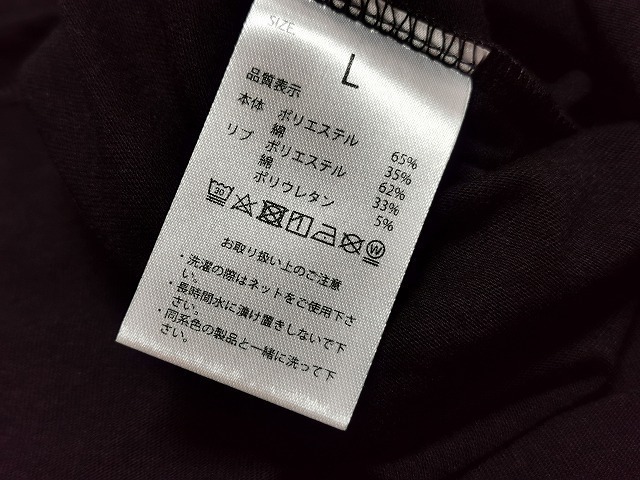 SIZE
L
品質表示
本体 ポリエステル 65%
綿 35%
リブ ポリエステル 62%
綿 33%
ポリウレタン 5%
30 W
お取り扱い上のご注意
・洗濯の際はネットをご使用下さ
い。
・長時間水に漬け置きしないで下
さい。
・同系色の製品と一緒に洗って下
さい。